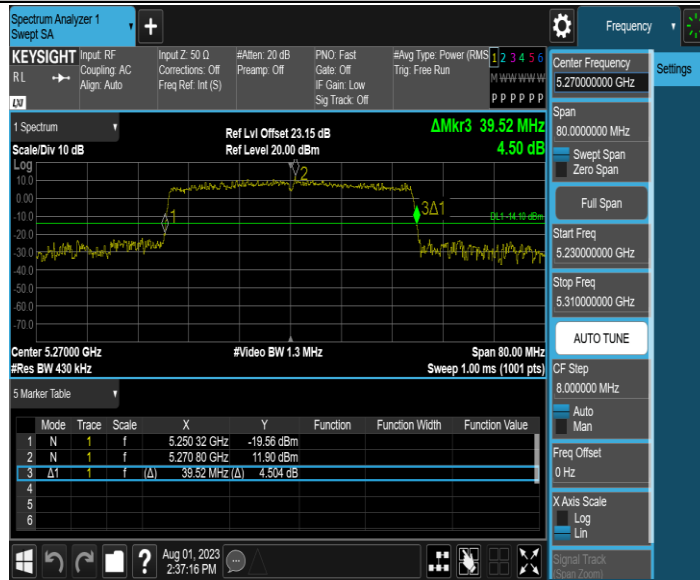 Spectrum Analyzer 1
Swept SA
+
Frequency
KEYSIGHT
RL
LXI
Input: RF
Coupling: AC
Align: Auto
Input Z: 50 Ω
Corrections: Off
Freq Ref: Int (S)
#Atten: 20 dB
Preamp: Off
PNO: Fast
Gate: Off
IF Gain: Low
Sig Track: Off
#Avg Type: Power (RMS
Trig: Free Run
1 2 3 4 5 6
M W W W W W
P P P P P P
1 Spectrum
Scale/Div 10 dB
Ref Lvl Offset 23.15 dB
Ref Level 20.00 dBm
ΔMkr3 39.52 MHz
4.50 dB
Log
10.0
0.00
-10.0
-20.0
-30.0
-40.0
-50.0
-60.0
-70.0
1
2
3Δ1
DL1 -14.10 dBm
Center 5.27000 GHz
#Video BW 1.3 MHz
Span 80.00 MHz
#Res BW 430 kHz
Sweep 1.00 ms (1001 pts)
5 Marker Table
Mode Trace Scale X Y Function Function Width Function Value
1 N 1 f 5.250 32 GHz -19.56 dBm
2 N 1 f 5.270 80 GHz 11.90 dBm
3 Δ1 1 f (Δ) 39.52 MHz (Δ) 4.504 dB
4
5
6
Aug 01, 2023
2:37:16 PM
?
Center Frequency
5.270000000 GHz
Settings
Span
80.0000000 MHz
Swept Span
Zero Span
Full Span
Start Freq
5.230000000 GHz
Stop Freq
5.310000000 GHz
AUTO TUNE
CF Step
8.000000 MHz
Auto
Man
Freq Offset
0 Hz
X Axis Scale
Log
Lin
Signal Track
(Span Zoom)